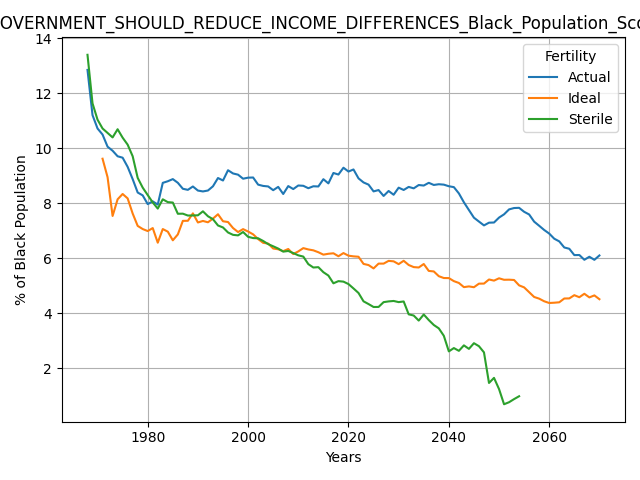 OVERNMENT_SHOULD_REDUCE_INCOME_DIFFERENCES_Black_Population_Sco
14
12
10
8
6
4
2
% of Black Population
Fertility
Actual
Ideal
Sterile
1980
2000
2020
2040
2060
Years